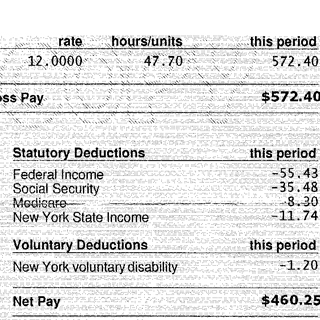 rate hours/units this period
12.0000 47.70 572.40
oss Pay $572.40
Statutory Deductions this period
Federal Income -55.43
Social Security -35.48
Medicare -8.30
New York State Income -11.74
Voluntary Deductions this period
New York voluntary disability -1.20
Net Pay $460.25